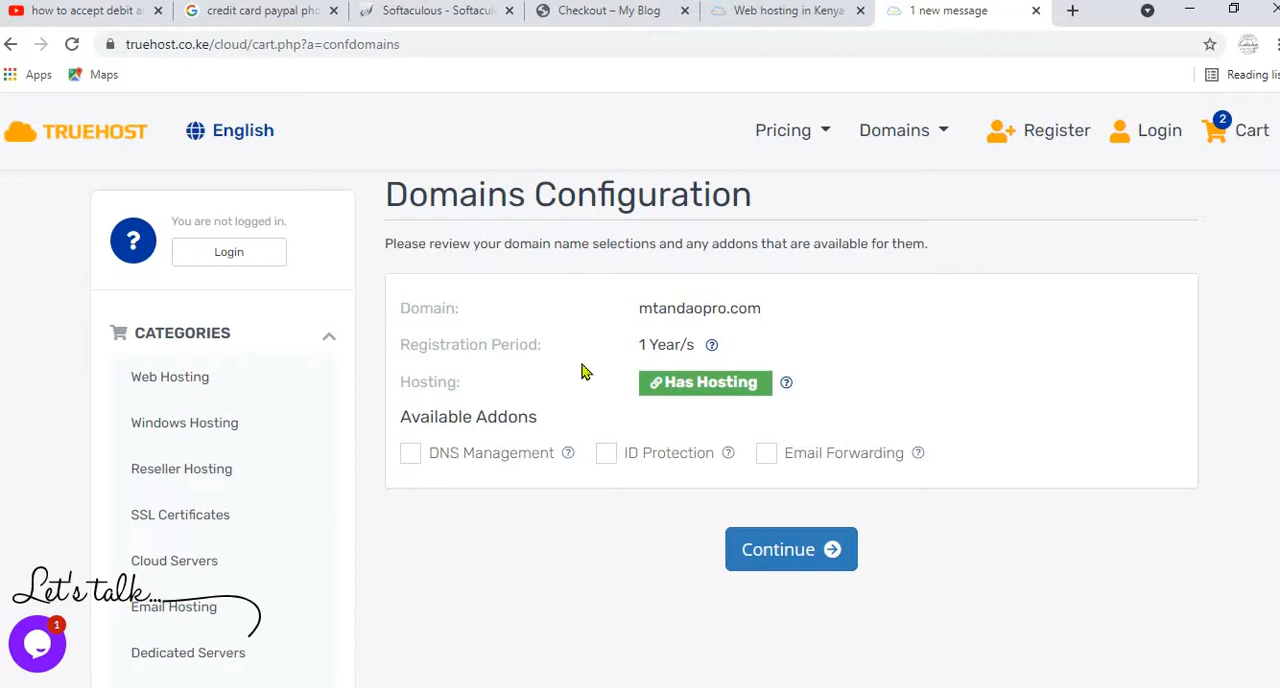 how to accept debit a
credit card paypal pho
Softaculous - Softacul
Checkout – My Blog
Web hosting in Kenya
1 new message
truehost.co.ke/cloud/cart.php?a=confdomains
Apps
Maps
Reading lis
TRUEHOST
English
Pricing
Domains
Register
Login
2
Cart
Domains Configuration
Please review your domain name selections and any addons that are available for them.
You are not logged in.
?
Login
CATEGORIES
Web Hosting
Windows Hosting
Reseller Hosting
SSL Certificates
Cloud Servers
Email Hosting
Dedicated Servers
Let's talk...
1
Domain: mtandaopro.com
Registration Period: 1 Year/s ?
Hosting: Has Hosting ?
Available Addons
DNS Management ? ID Protection ? Email Forwarding ?
Continue